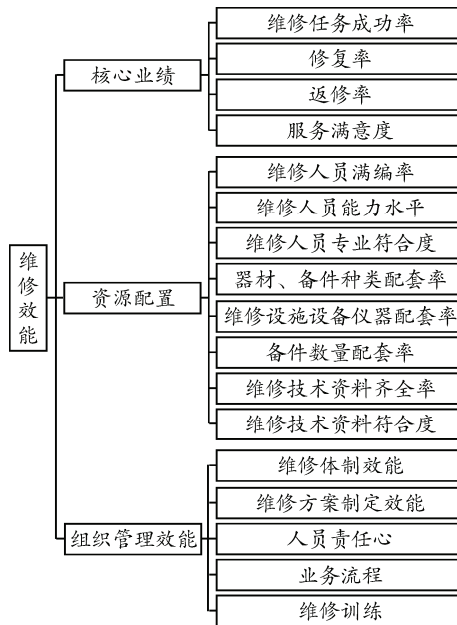 维修效能
核心业绩
维修任务成功率
修复率
返修率
服务满意度
资源配置
维修人员满编率
维修人员能力水平
维修人员专业符合度
器材、备件种类配套率
维修设施设备仪器配套率
备件数量配套率
维修技术资料齐全率
维修技术资料符合度
组织管理效能
维修体制效能
维修方案制定效能
人员责任心
业务流程
维修训练